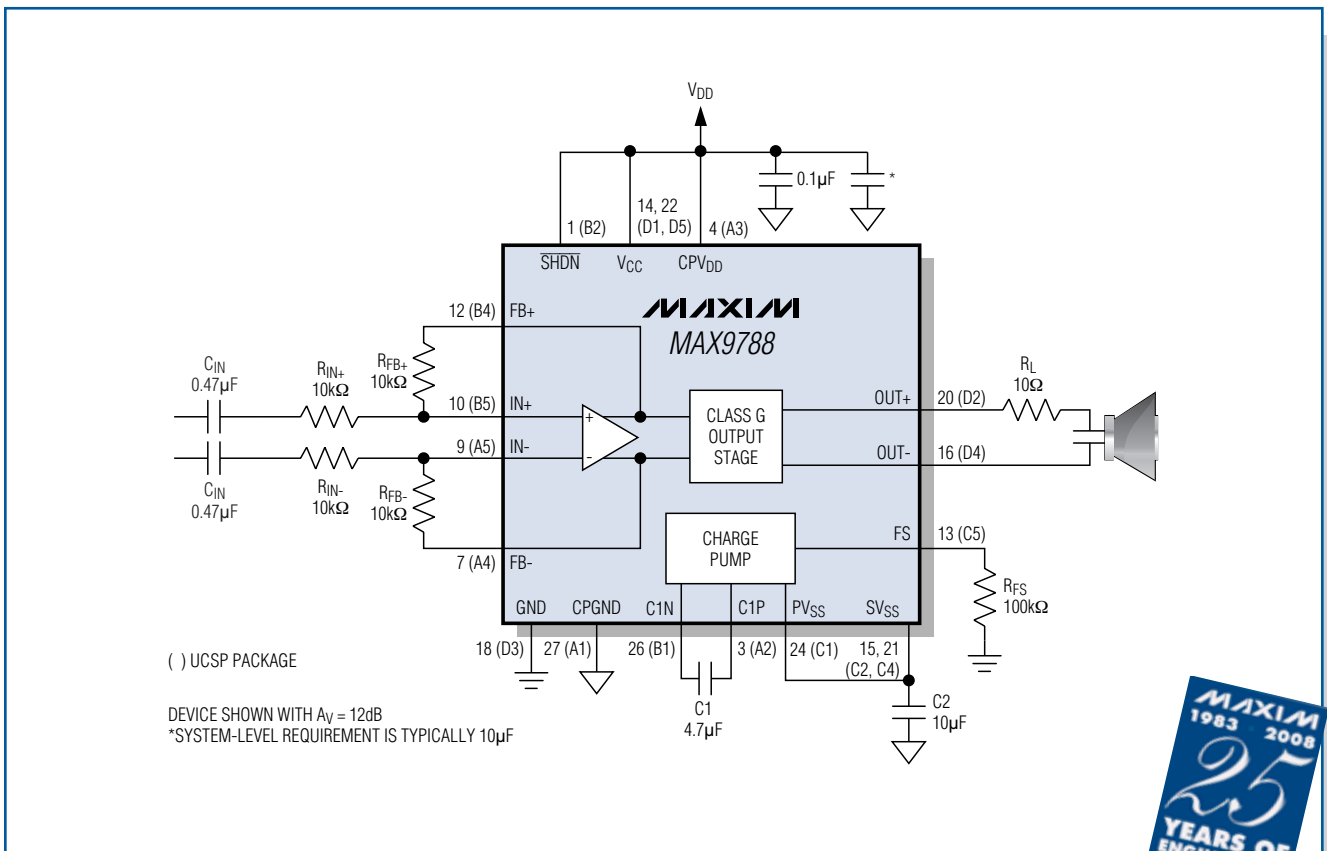 VDD
0.1µF
*
14, 22
(D1, D5)
1 (B2)
4 (A3)
SHDN
VCC
CPVDD
MAXIM
MAX9788
12 (B4)
FB+
CIN
0.47µF
RIN+
10kΩ
RFB+
10kΩ
10 (B5)
IN+
+
9 (A5)
IN-
-
CIN
0.47µF
RIN-
10kΩ
RFB-
10kΩ
7 (A4)
FB-
CLASS G
OUTPUT
STAGE
OUT+
20 (D2)
RL
10Ω
OUT-
16 (D4)
CHARGE
PUMP
FS
13 (C5)
RFS
100kΩ
GND
CPGND
C1N
C1P
PVSS
SVSS
18 (D3)
27 (A1)
26 (B1)
3 (A2)
24 (C1)
15, 21
(C2, C4)
C1
4.7µF
C2
10µF
( ) UCSP PACKAGE
DEVICE SHOWN WITH AV = 12dB
*SYSTEM-LEVEL REQUIREMENT IS TYPICALLY 10µF
MAXIM
1983 2008
25
YEARS OF